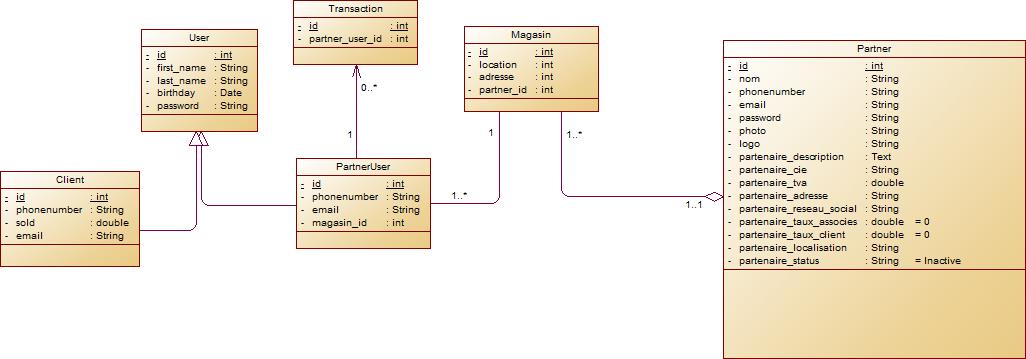 Transaction
- id : int
- partner_user_id : int
User
- id : int
- first_name : String
- last_name : String
- birthday : Date
- password : String
Magasin
- id : int
- location : int
- adresse : int
- partner_id : int
Partner
- id : int
- nom : String
- phonenumber : String
- email : String
- password : String
- photo : String
- logo : String
- partenaire_description : Text
- partenaire_cie : String
- partenaire_tva : double
- partenaire_adresse : String
- partenaire_reseau_social : String
- partenaire_taux_associes : double = 0
- partenaire_taux_client : double = 0
- partenaire_localisation : String
- partenaire_status : String = Inactive
0..*
1
1
1..*
PartnerUser
- id : int
- phonenumber : String
- email : String
- magasin_id : int
Client
- id : int
- phonenumber : String
- sold : double
- email : String
1..*
1..1